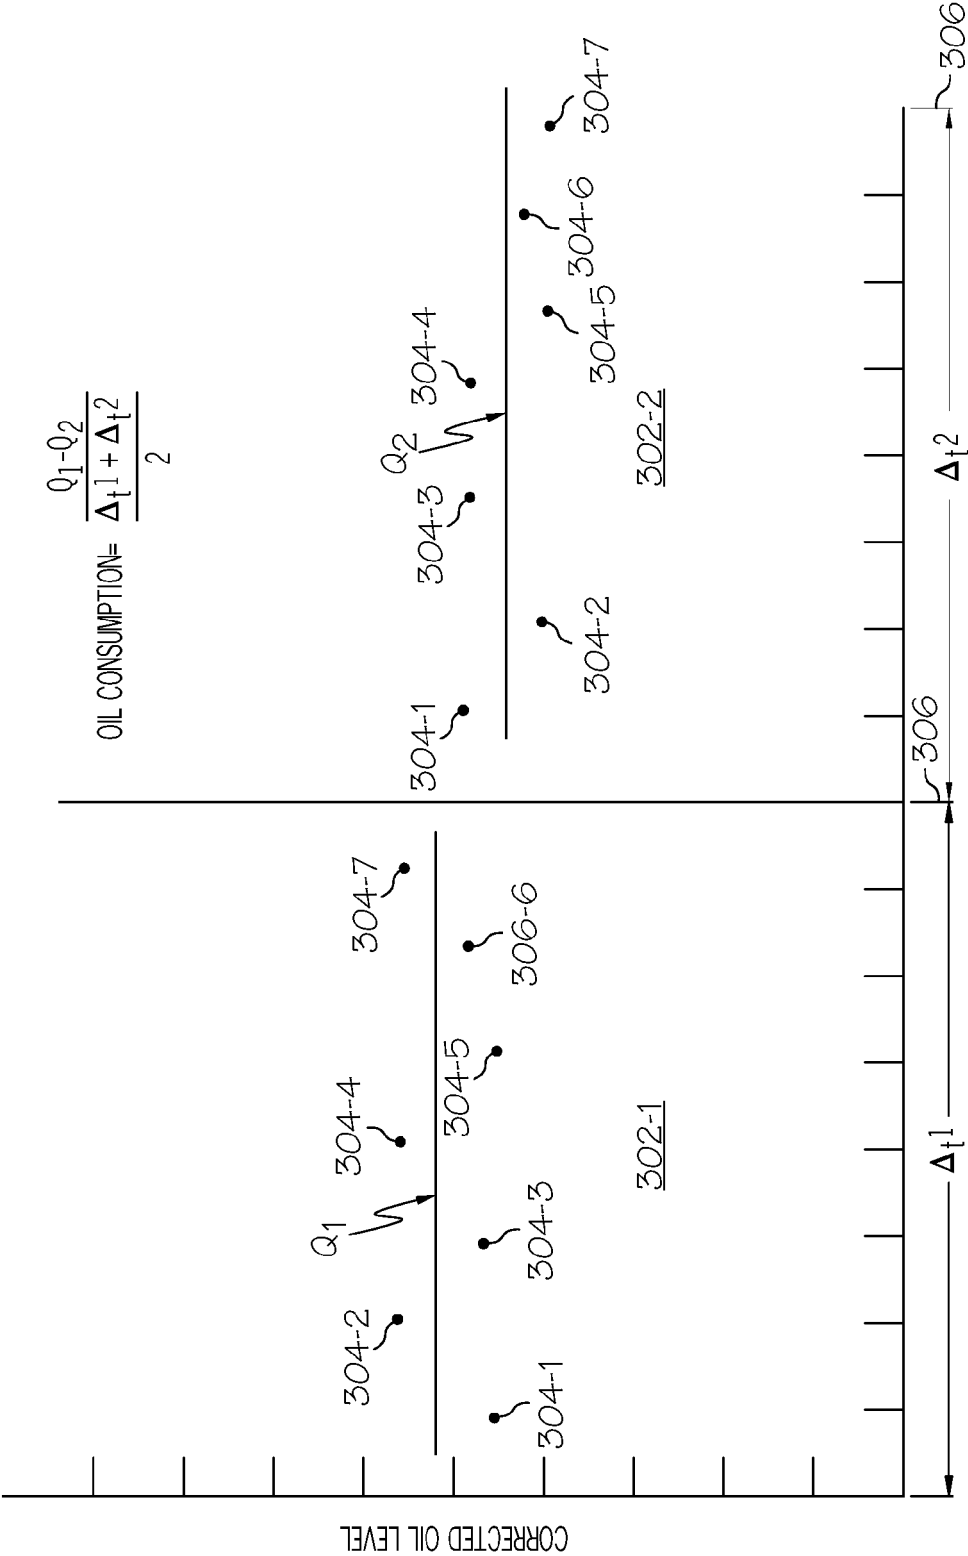 OIL CONSUMPTION= Q1-Q2
Δt1 + Δt2
2
Q1
304-1
304-2
304-3
304-4
304-5
306-6
304-7
302-1
Q2
304-1
304-2
304-3
304-4
304-5
304-6
304-7
302-2
CORRECTED OIL LEVEL
306
306
Δt1
Δt2